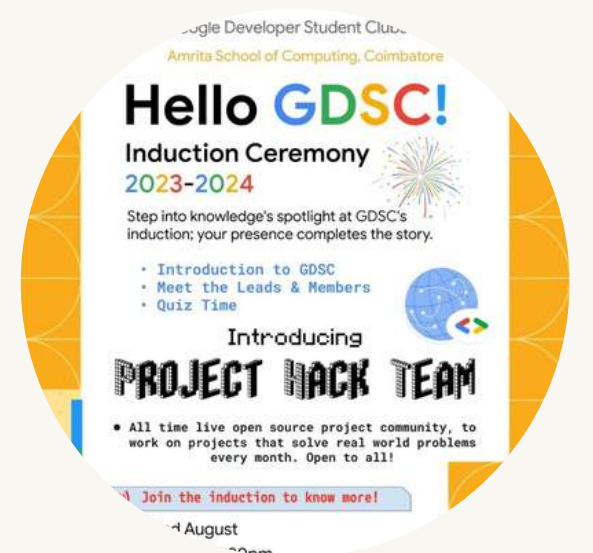 Developer Student
Amrita School of Computing, Coimbatore
Hello GDSC!
Induction Ceremony
2023-2024
Step into knowledge's spotlight at GDSC's
induction; your presence completes the story.
• Introduction to GDSC
• Meet the Leads & Members
• Quiz Time
Introducing
PROJECT HACK TEAM
• All time live open source project community, to
work on projects that solve real world problems
every month. Open to all!
Join the induction to know more!
August